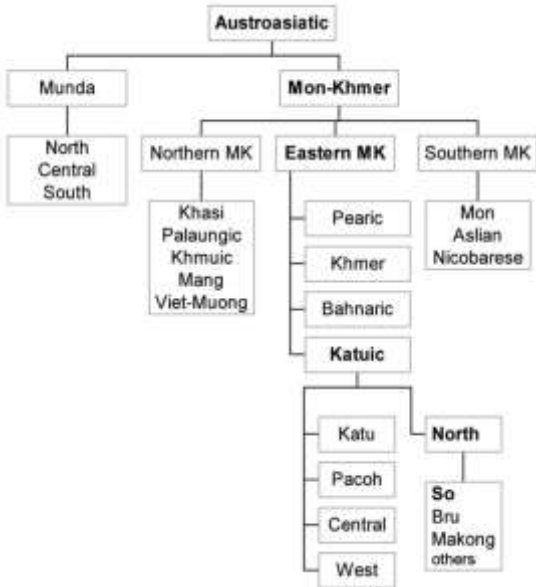 Austroasiatic
Munda
Mon-Khmer
North
Central
South
Northern MK
Eastern MK
Southern MK
Khasi
Palaungic
Khmuic
Mang
Viet-Muong
Pearic
Khmer
Bahnaric
Katuic
Mon
Aslian
Nicobarese
Katu
Pacoh
Central
West
North
So
Bru
Makong
others